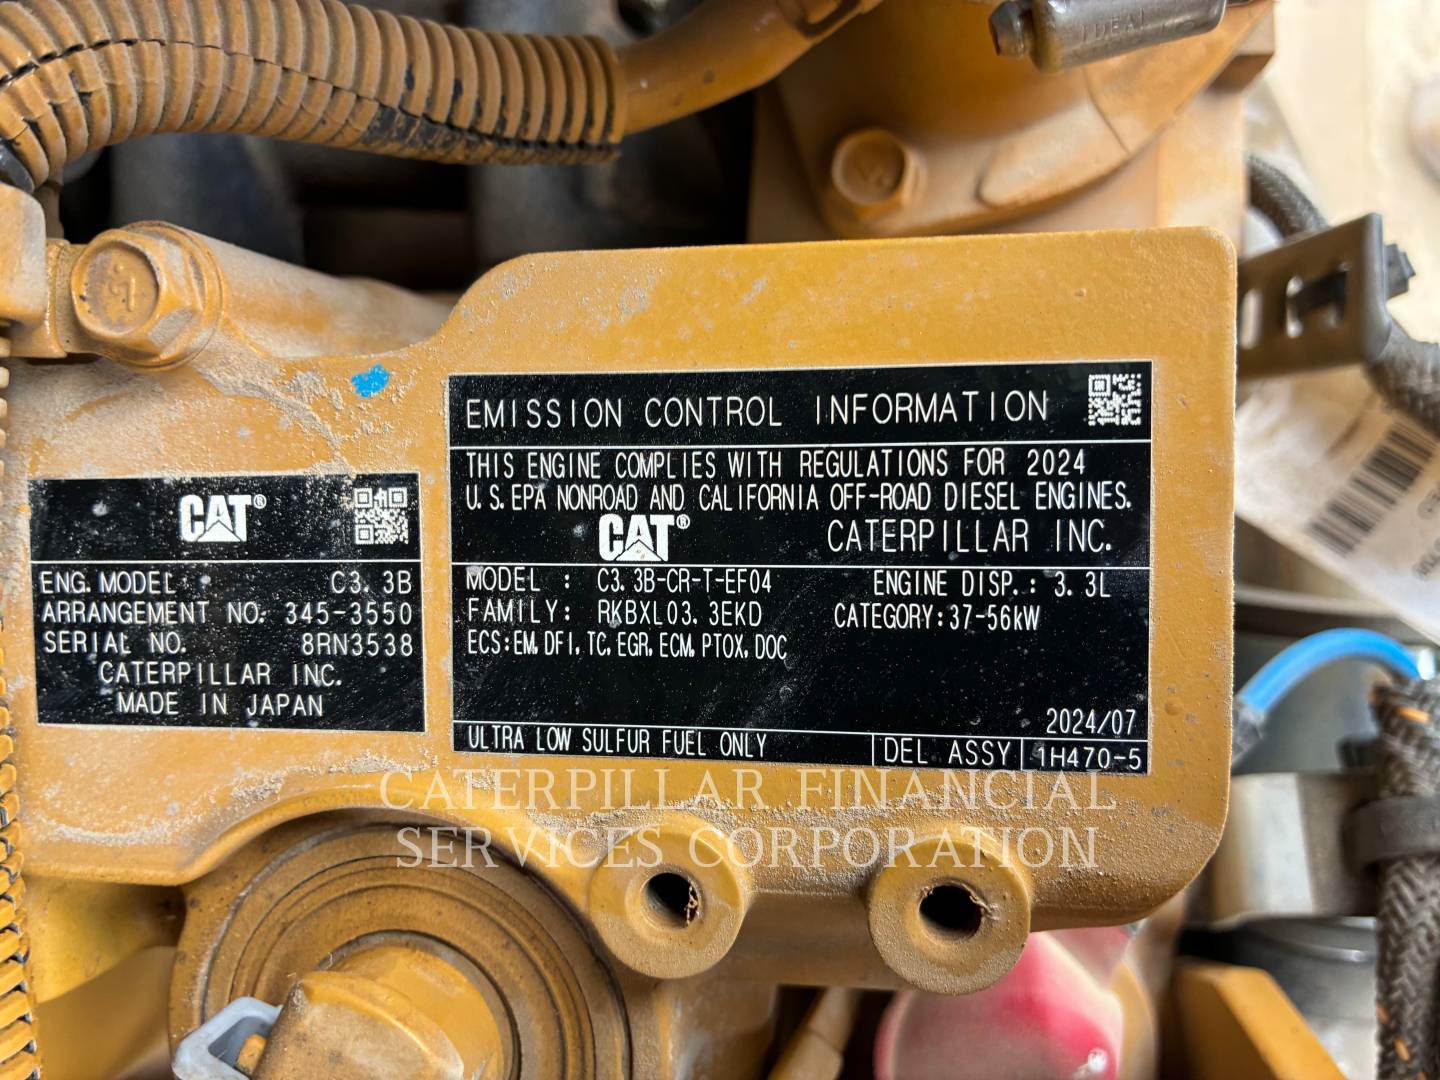 IDEAL
CAT®
ENG. MODEL : C3.3B
ARRANGEMENT NO. 345-3550
SERIAL NO. 8RN3538
CATERPILLAR INC.
MADE IN JAPAN
EMISSION CONTROL INFORMATION
THIS ENGINE COMPLIES WITH REGULATIONS FOR 2024
U.S. EPA NONROAD AND CALIFORNIA OFF-ROAD DIESEL ENGINES.
CAT® CATERPILLAR INC.
MODEL : C3.3B-CR-T-EF04 ENGINE DISP.: 3.3L
FAMILY: RKBXL03.3EKD CATEGORY:37-56kW
ECS:EM, DFI, TC, EGR, ECM, PTOX, DOC
2024/07
ULTRA LOW SULFUR FUEL ONLY DEL ASSY 1H470-5
CATERPILLAR FINANCIAL
SERVICES CORPORATION